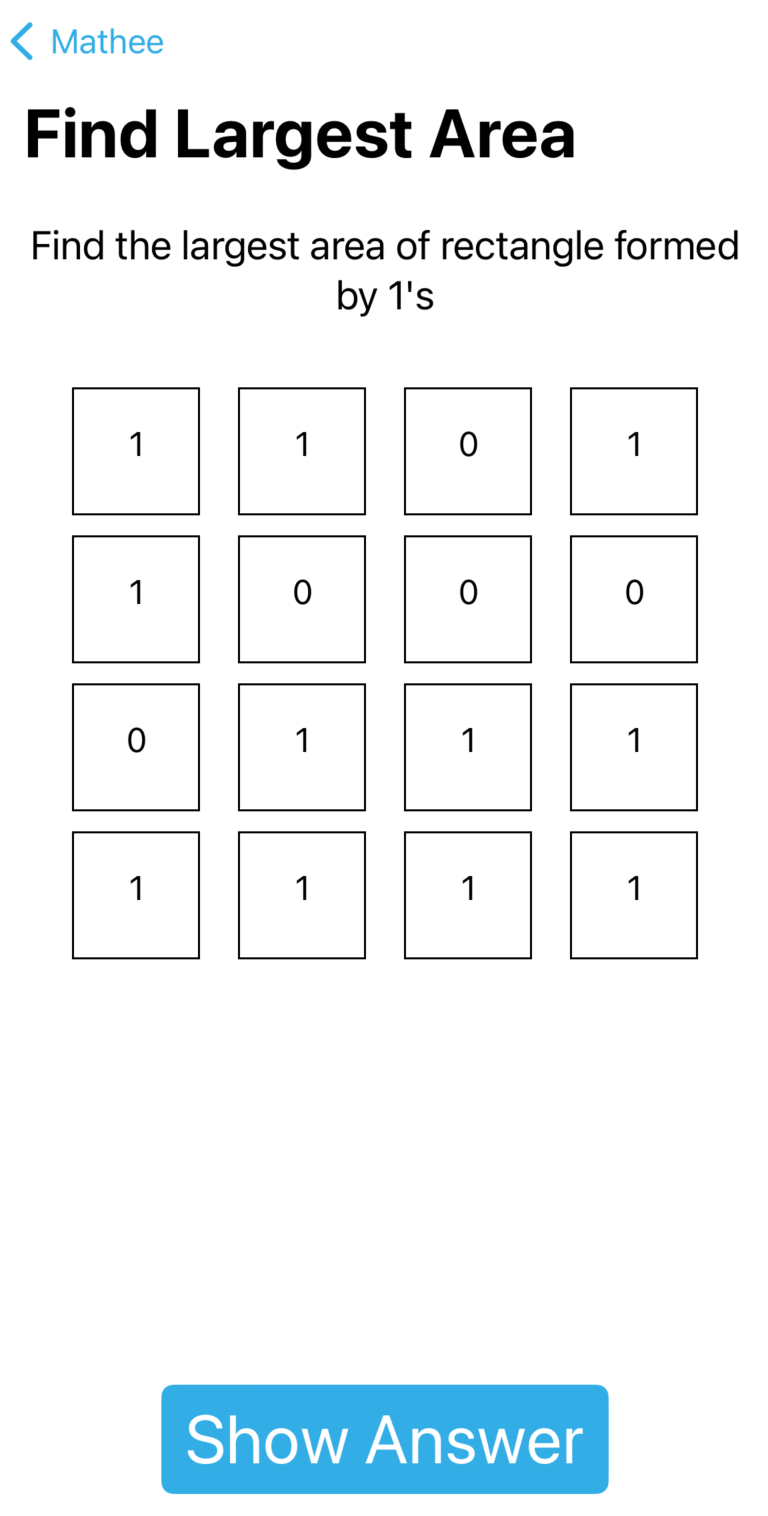 Mathee
Find Largest Area
Find the largest area of rectangle formed
by 1's
1 1 0 1
1 0 0 0
0 1 1 1
1 1 1 1
Show Answer